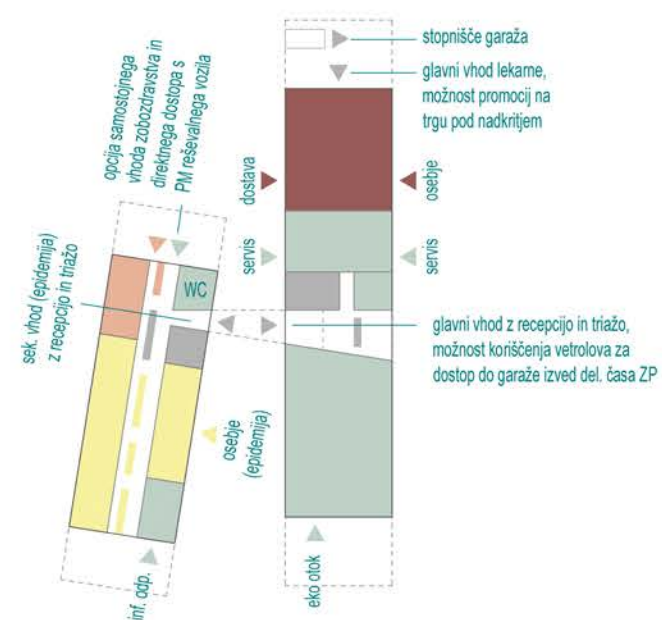 stopnišče garaža
glavni vhod lekarne,
možnost promocij na
trgu pod nadkritjem
opcija samostojnega
vhoda zobozdravstva in
direktnega dostopa s
PM reševalnega vozila
dostava
osebje
servis
servis
WC
sek. vhod (epidemija)
z recepcijo in triažo
glavni vhod z recepcijo in triažo,
možnost koriščenja vetrolova za
dostop do garaže izved del. časa ZP
osebje
(epidemija)
inf. odp.
eko otok